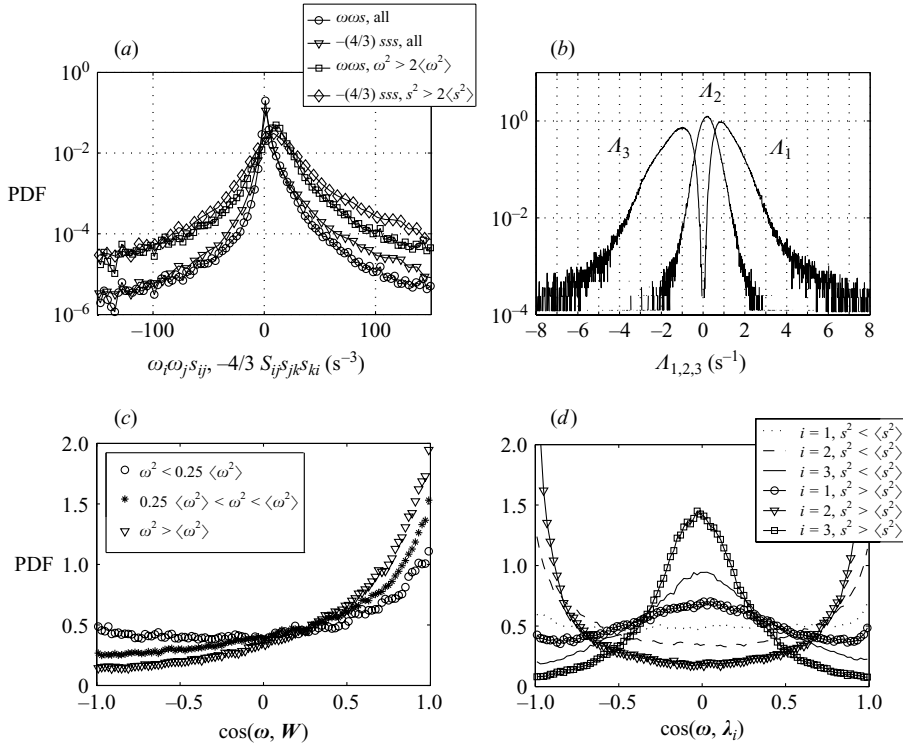 (a)
ωωs, all
–(4/3) sss, all
ωωs, ω² > 2⟨ω²⟩
–(4/3) sss, s² > 2⟨s²⟩
10⁰
10⁻²
10⁻⁴
10⁻⁶
PDF
–100 0 100
ωᵢωⱼsᵢⱼ, –4/3 Sᵢⱼsⱼₖsₖᵢ (s⁻³)
(b)
10⁰
10⁻²
10⁻⁴
Λ₃
Λ₂
Λ₁
–8 –6 –4 –2 0 2 4 6 8
Λ₁,₂,₃ (s⁻¹)
(c)
ω² < 0.25 ⟨ω²⟩
0.25 ⟨ω²⟩ < ω² < ⟨ω²⟩
ω² > ⟨ω²⟩
2.0
1.5
1.0
0.5
0
PDF
–1.0 –0.5 0 0.5 1.0
cos(ω, W)
(d)
i = 1, s² < ⟨s²⟩
i = 2, s² < ⟨s²⟩
i = 3, s² < ⟨s²⟩
i = 1, s² > ⟨s²⟩
i = 2, s² > ⟨s²⟩
i = 3, s² > ⟨s²⟩
2.0
1.5
1.0
0.5
0
–1.0 –0.5 0 0.5 1.0
cos(ω, λᵢ)